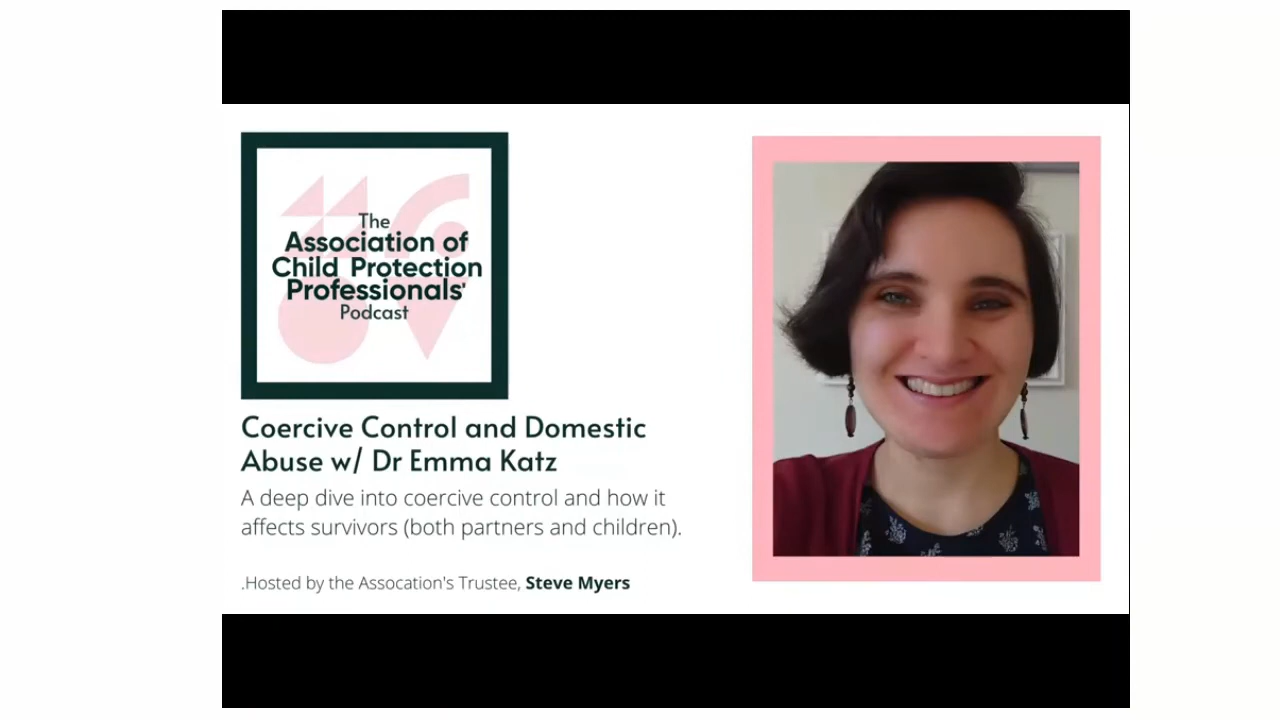 The
Association of
Child Protection
Professionals'
Podcast
Coercive Control and Domestic
Abuse w/ Dr Emma Katz
A deep dive into coercive control and how it
affects survivors (both partners and children).
.Hosted by the Assocation's Trustee, Steve Myers